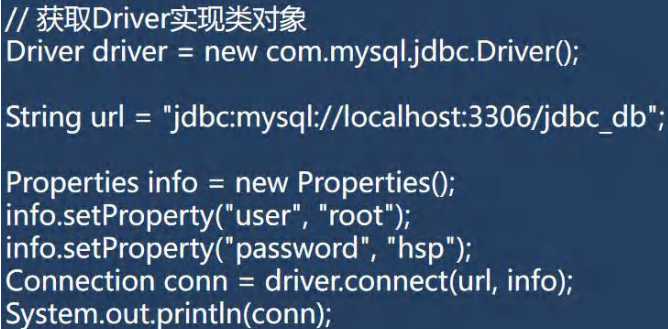 // 获取Driver实现类对象
Driver driver = new com.mysql.jdbc.Driver();
String url = "jdbc:mysql://localhost:3306/jdbc_db";
Properties info = new Properties();
info.setProperty("user", "root");
info.setProperty("password", "hsp");
Connection conn = driver.connect(url, info);
System.out.println(conn);